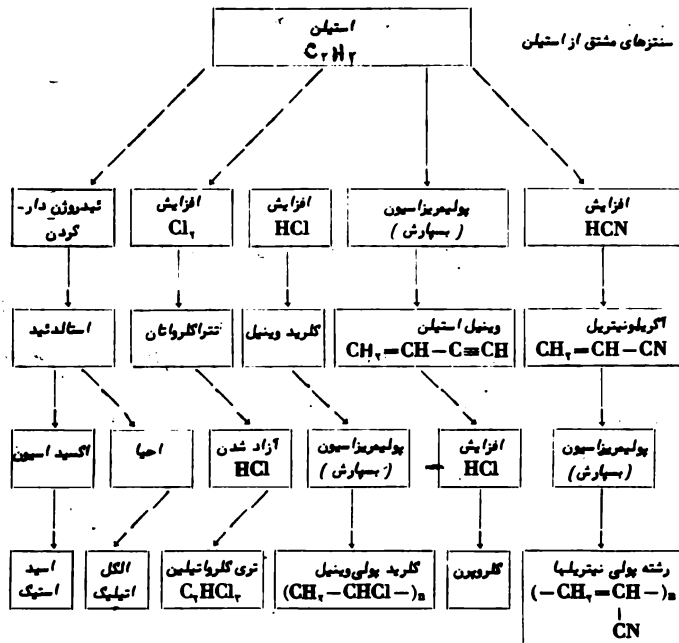 سنتزهای مشتق از استیلن
استیلن
C۲H۲
ئیدروژن دار-
کردن
افزایش
Cl۲
افزایش
HCl
پولیمریزاسیون
(بسپارش)
افزایش
HCN
استالدئید
تتراکلرواتان
کلرید وینیل
وینیل استیلن
CH۲=CH-C≡CH
آکریلونیتریل
CH۲=CH-CN
اکسیداسیون
احیا
آزاد شدن
HCl
پولیمریزاسیون
(بسپارش)
افزایش
HCl
پولیمریزاسیون
(بسپارش)
اسید
استیک
الکل
اتیلیک
تری کلرواتیلین
C۲HCl۳
کلرید پولی‌وینیل
(CH۲-CHCl-)n
کلروپرن
رشته پولی نیتریلها
(-CH۲=CH-)n
CN